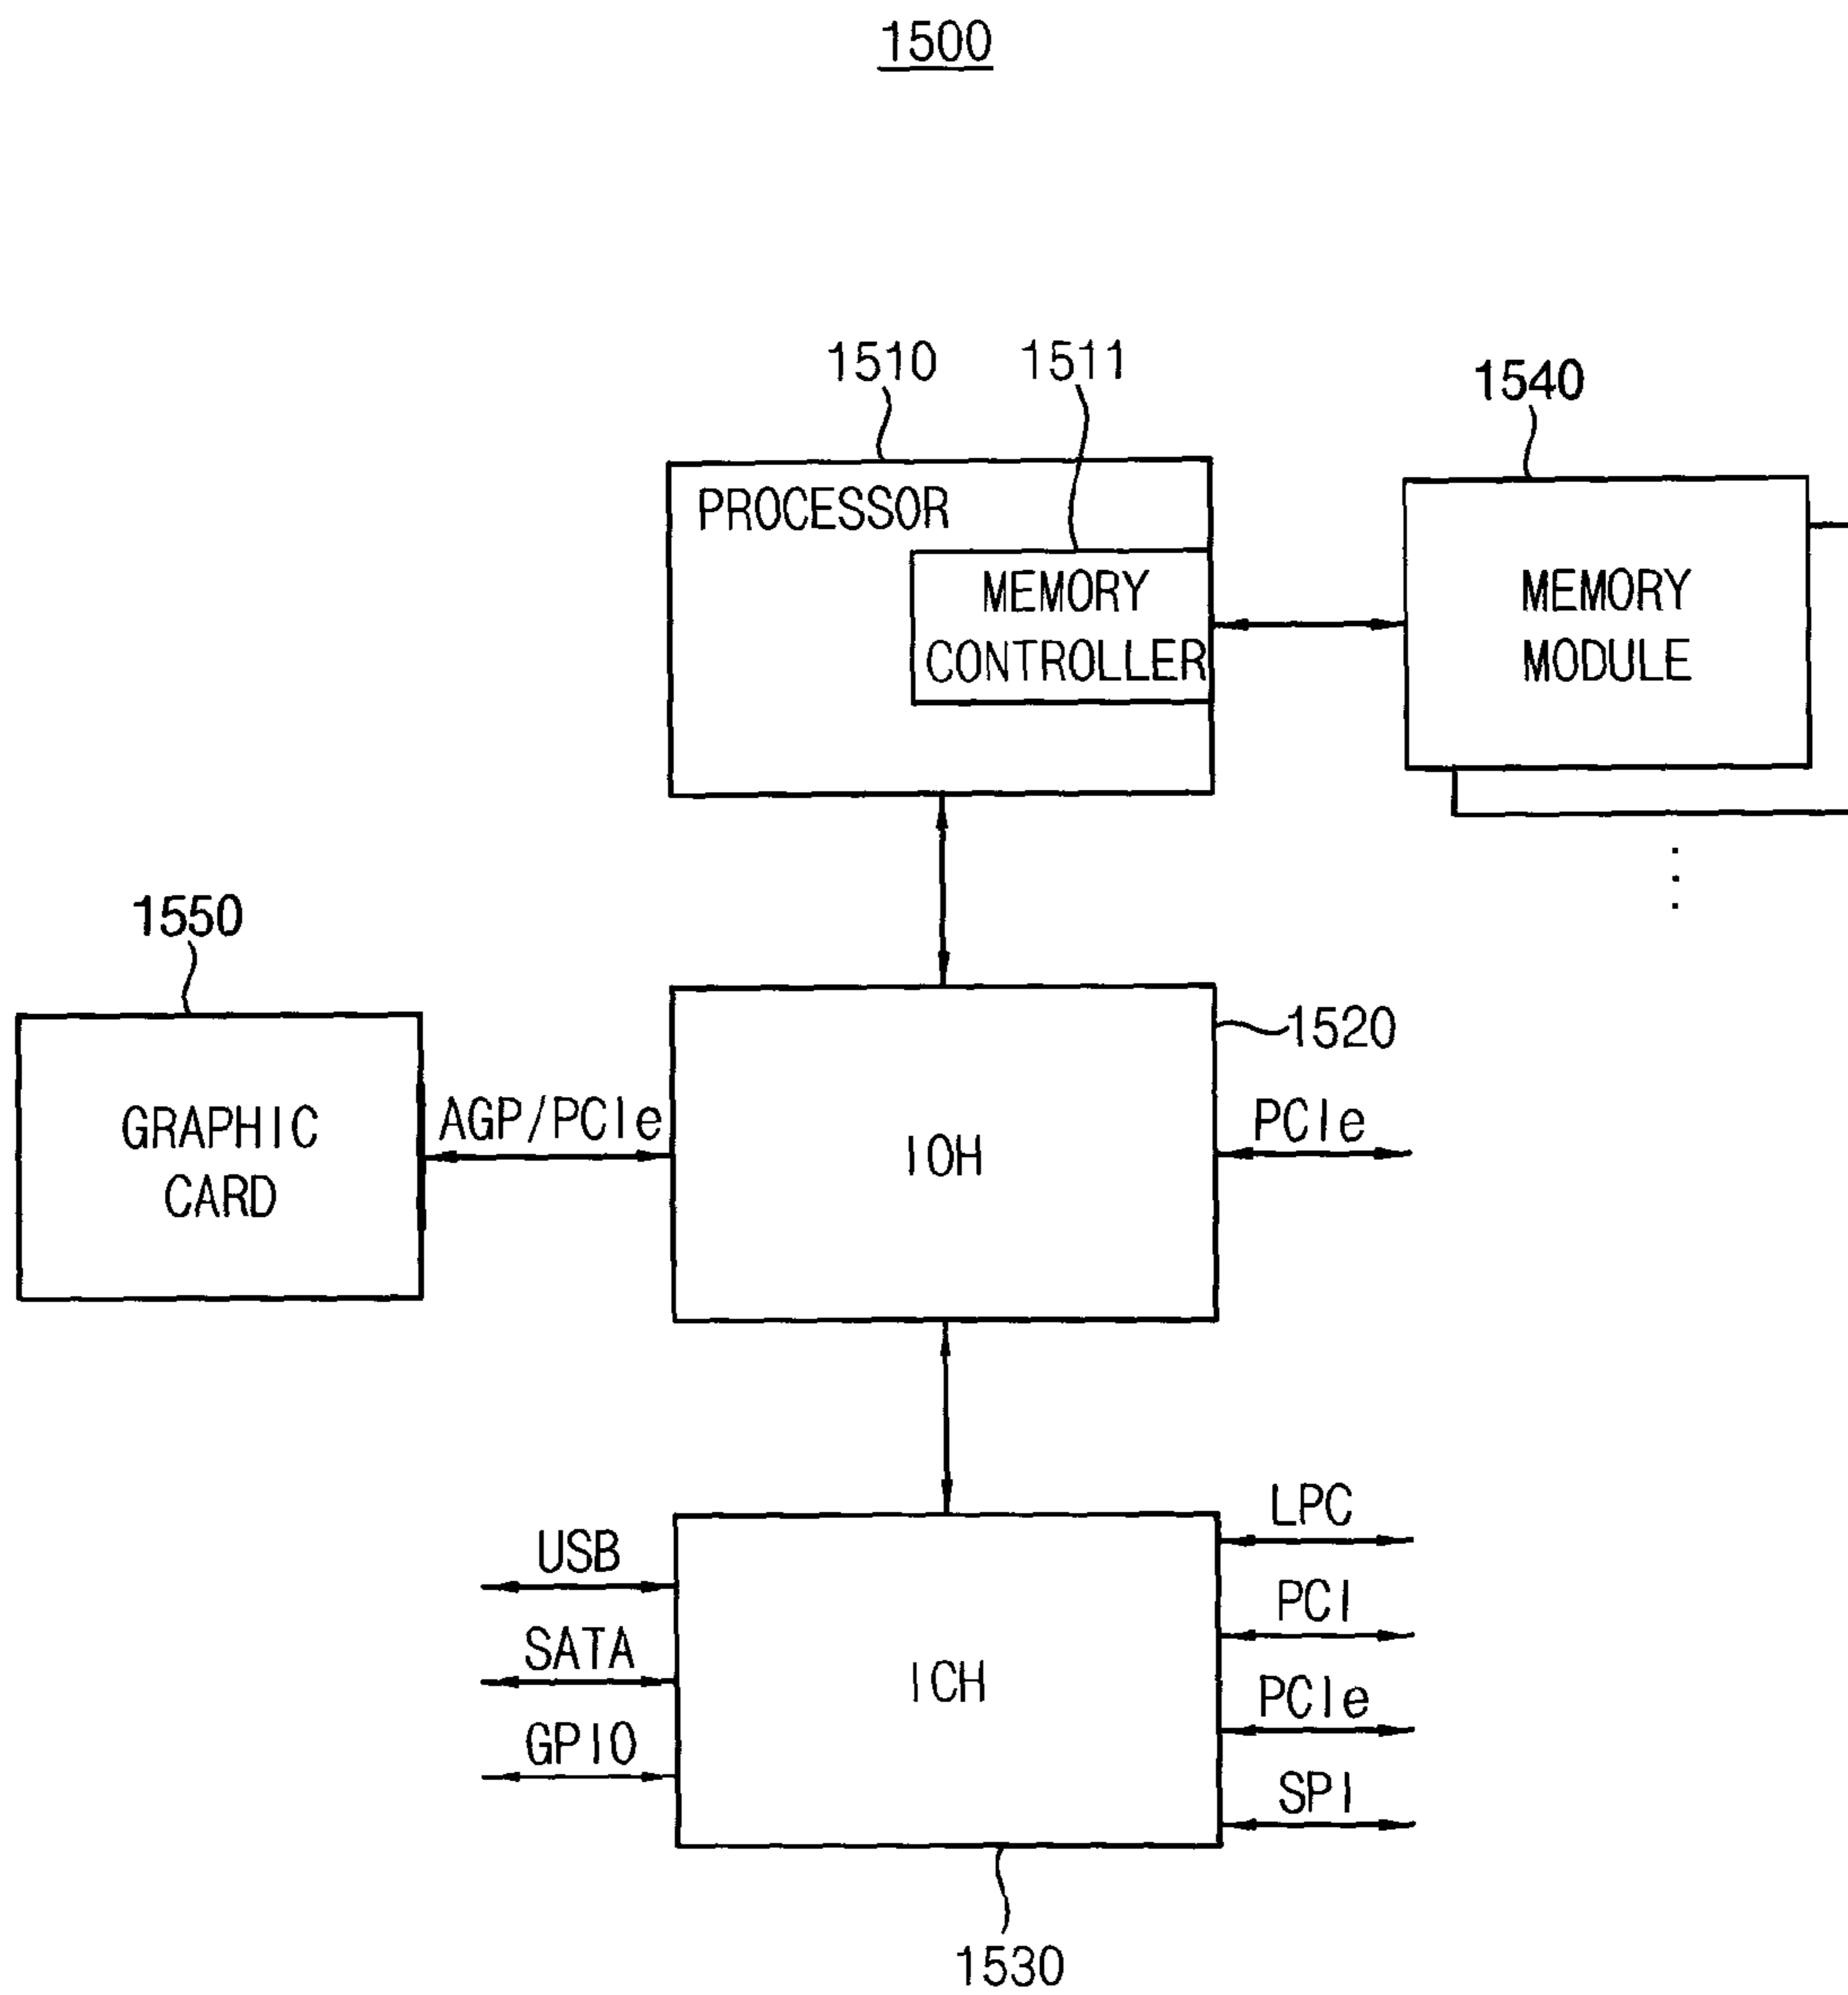 1500
1510
1511
1540
PROCESSOR
MEMORY
CONTROLLER
MEMORY
MODULE
1550
1520
GRAPHIC
CARD
AGP/PCIe
IOH
PCIe
USB
SATA
GPIO
ICH
LPC
PCI
PCIe
SPI
1530